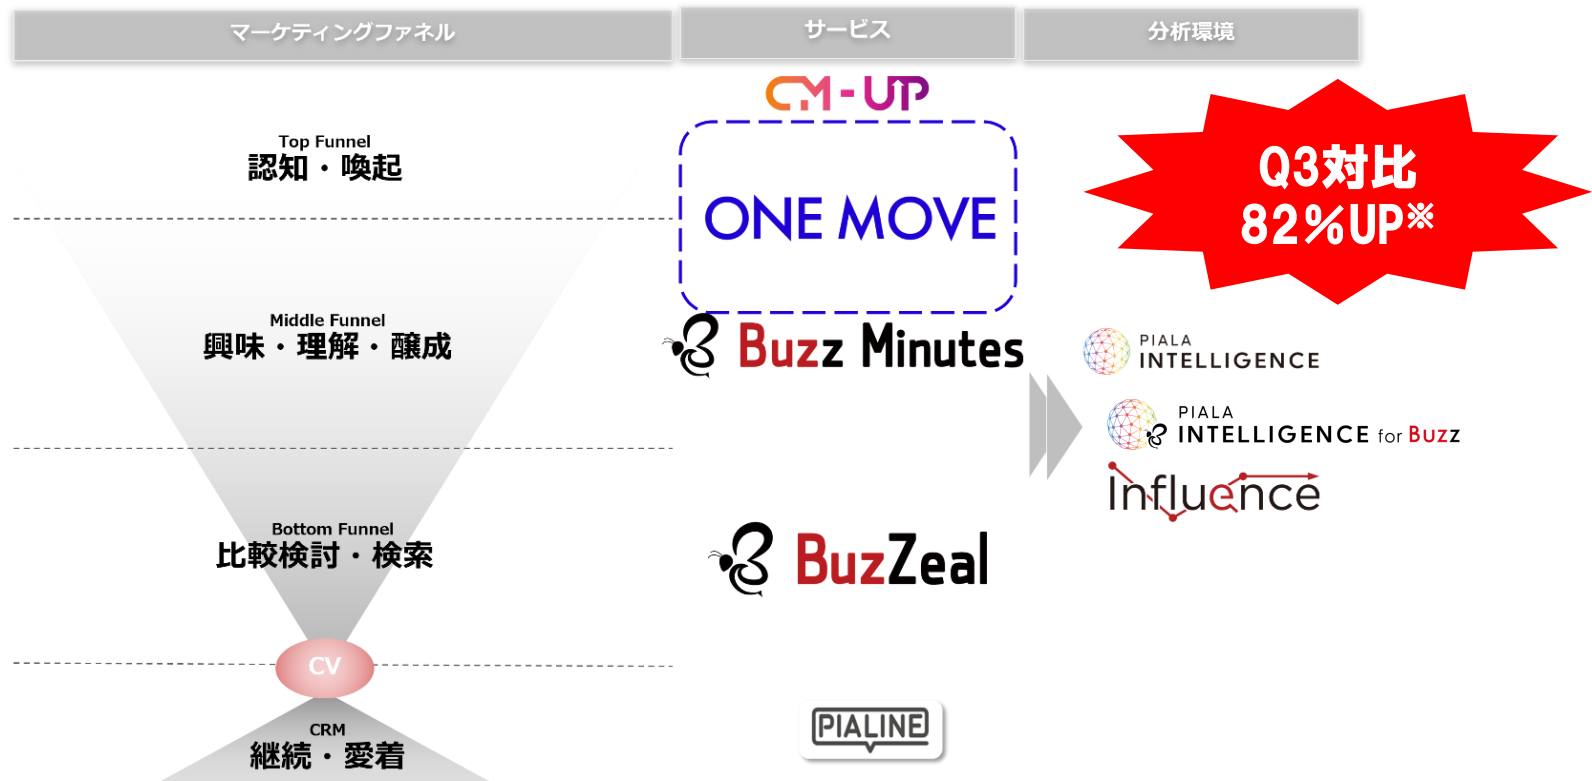 マーケティングファネル
サービス
分析環境
CM-UP
Top Funnel
認知・喚起
ONE MOVE
Q3対比
82%UP※
Middle Funnel
興味・理解・醸成
Buzz Minutes
PIALA
INTELLIGENCE
PIALA
INTELLIGENCE for Buzz
Influence
Bottom Funnel
比較検討・検索
BuzZeal
CV
CRM
継続・愛着
PIALINE